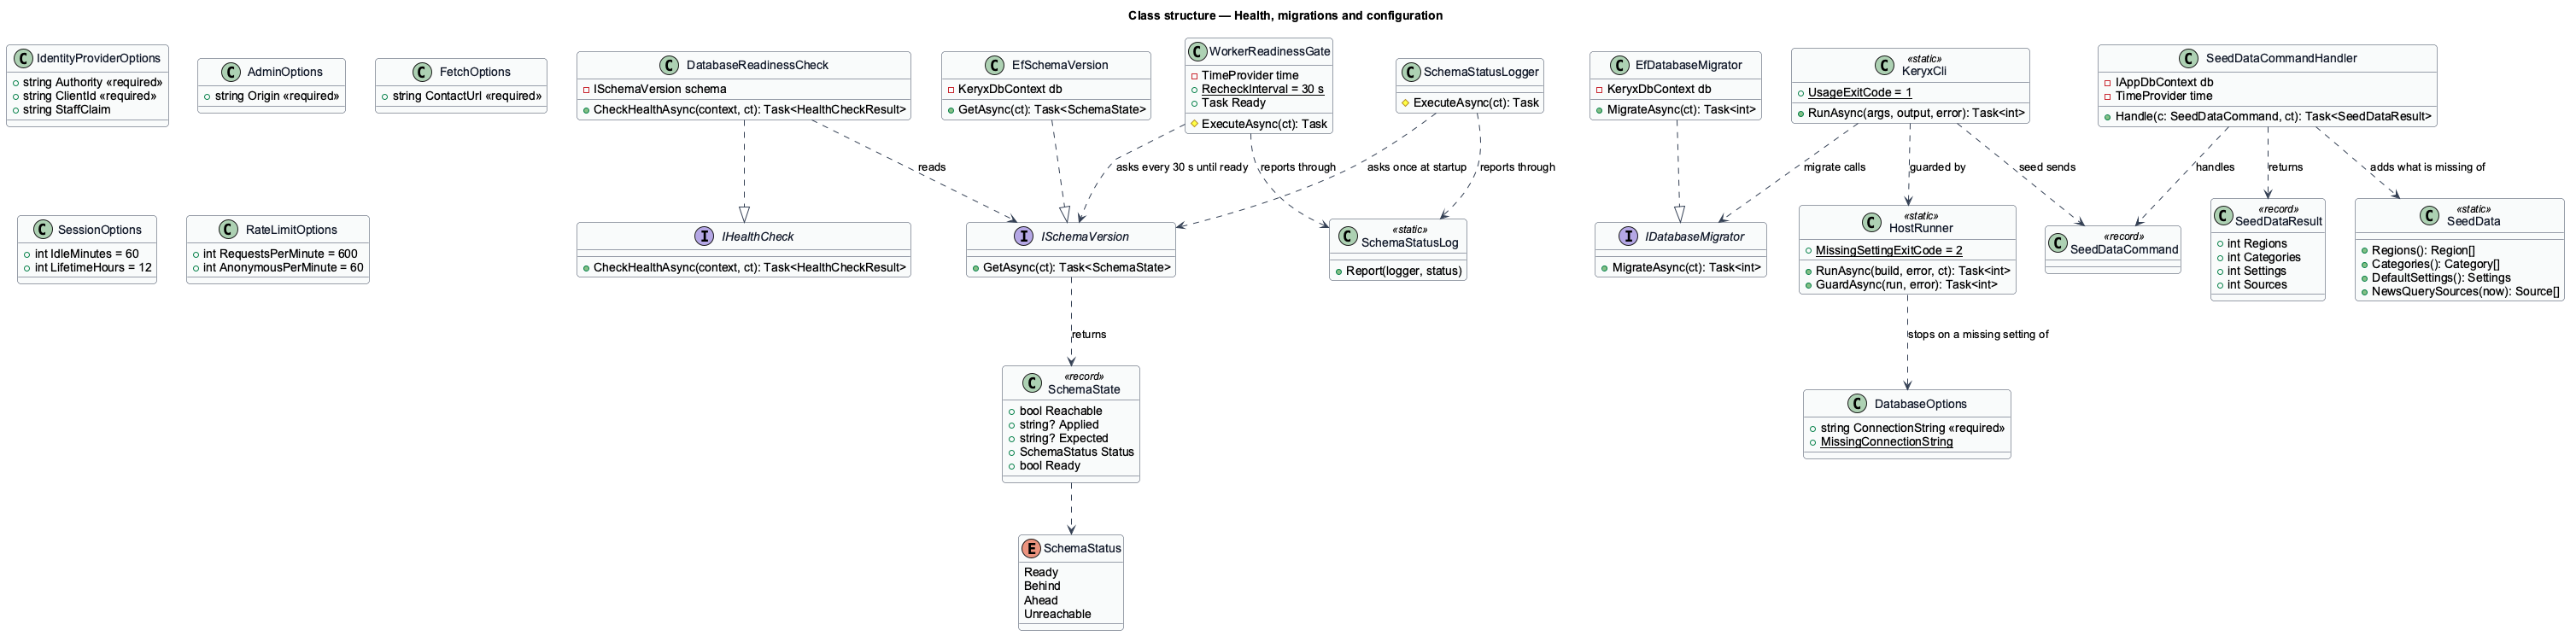 Class structure — Health, migrations and configuration
IdentityProviderOptions
string Authority «required»
string ClientId «required»
string StaffClaim
AdminOptions
string Origin «required»
FetchOptions
string ContactUrl «required»
DatabaseReadinessCheck
ISchemaVersion schema
CheckHealthAsync(context, ct): Task<HealthCheckResult>
EfSchemaVersion
KeryxDbContext db
GetAsync(ct): Task<SchemaState>
WorkerReadinessGate
TimeProvider time
RecheckInterval = 30 s
Task Ready
ExecuteAsync(ct): Task
SchemaStatusLogger
ExecuteAsync(ct): Task
EfDatabaseMigrator
KeryxDbContext db
MigrateAsync(ct): Task<int>
«static»
KeryxCli
UsageExitCode = 1
RunAsync(args, output, error): Task<int>
SeedDataCommandHandler
IAppDbContext db
TimeProvider time
Handle(c: SeedDataCommand, ct): Task<SeedDataResult>
reads
asks every 30 s until ready
reports through
asks once at startup
reports through
migrate calls
guarded by
seed sends
handles
returns
adds what is missing of
SessionOptions
int IdleMinutes = 60
int LifetimeHours = 12
RateLimitOptions
int RequestsPerMinute = 600
int AnonymousPerMinute = 60
IHealthCheck
CheckHealthAsync(context, ct): Task<HealthCheckResult>
ISchemaVersion
GetAsync(ct): Task<SchemaState>
«static»
SchemaStatusLog
Report(logger, status)
IDatabaseMigrator
MigrateAsync(ct): Task<int>
«static»
HostRunner
MissingSettingExitCode = 2
RunAsync(build, error, ct): Task<int>
GuardAsync(run, error): Task<int>
«record»
SeedDataCommand
«record»
SeedDataResult
int Regions
int Categories
int Settings
int Sources
«static»
SeedData
Regions(): Region[]
Categories(): Category[]
DefaultSettings(): Settings
NewsQuerySources(now): Source[]
returns
stops on a missing setting of
«record»
SchemaState
bool Reachable
string? Applied
string? Expected
SchemaStatus Status
bool Ready
DatabaseOptions
string ConnectionString «required»
MissingConnectionString
SchemaStatus
Ready
Behind
Ahead
Unreachable